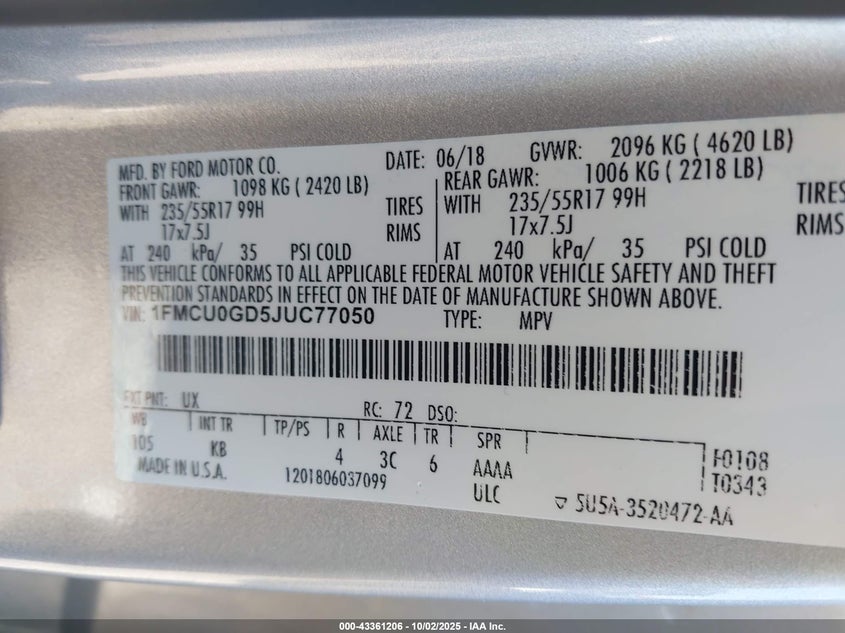 MFD. BY FORD MOTOR CO. DATE: 06/18 GVWR: 2096 KG ( 4620 LB)
FRONT GAWR: 1098 KG ( 2420 LB) REAR GAWR: 1006 KG ( 2218 LB)
WITH 235/55R17 99H TIRES WITH 235/55R17 99H TIRES
17x7.5J RIMS 17x7.5J RIMS
AT 240 kPa/ 35 PSI COLD AT 240 kPa/ 35 PSI COLD
THIS VEHICLE CONFORMS TO ALL APPLICABLE FEDERAL MOTOR VEHICLE SAFETY AND THEFT
PREVENTION STANDARDS IN EFFECT ON THE DATE OF MANUFACTURE SHOWN ABOVE.
VIN: 1FMCU0GD5JUC77050 TYPE: MPV
EXT PNT: UX RC: 72 DSO:
WB INT TR TP/PS R AXLE TR SPR
105 KB 4 3C 6 AAAA F0108
MADE IN U.S.A. 1201806037099 ULC T0343
5U5A-3520472-AA
000-43361206 - 10/02/2025 - IAA Inc.